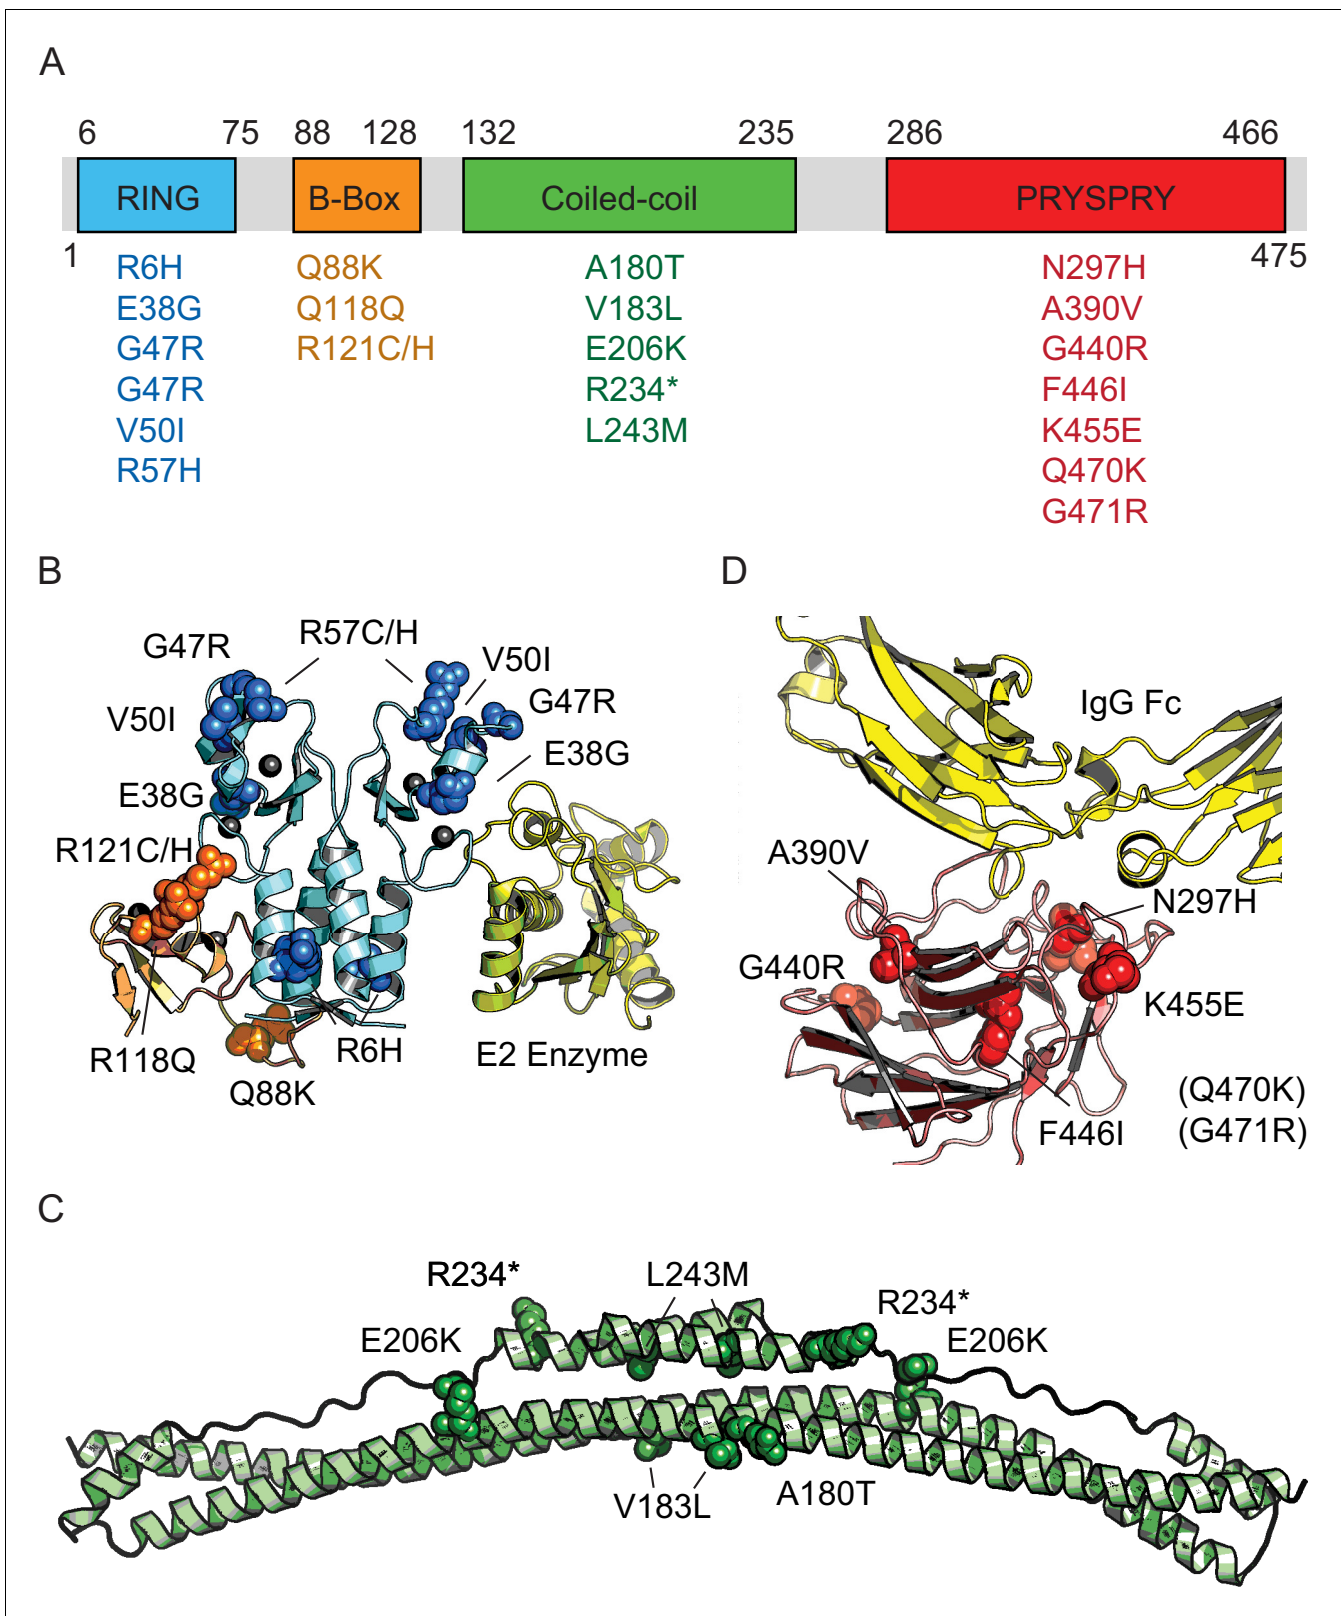 A
6 75 88 128 132 235 286 466
RING B-Box Coiled-coil PRYSPRY
1 475
R6H
E38G
G47R
G47R
V50I
R57H
Q88K
Q118Q
R121C/H
A180T
V183L
E206K
R234*
L243M
N297H
A390V
G440R
F446I
K455E
Q470K
G471R
B
G47R
R57C/H
V50I
G47R
V50I
E38G
E38G
R121C/H
R118Q
Q88K
R6H
E2 Enzyme
D
IgG Fc
A390V
N297H
G440R
K455E
F446I
(Q470K)
(G471R)
C
R234*
L243M
R234*
E206K
E206K
V183L
A180T